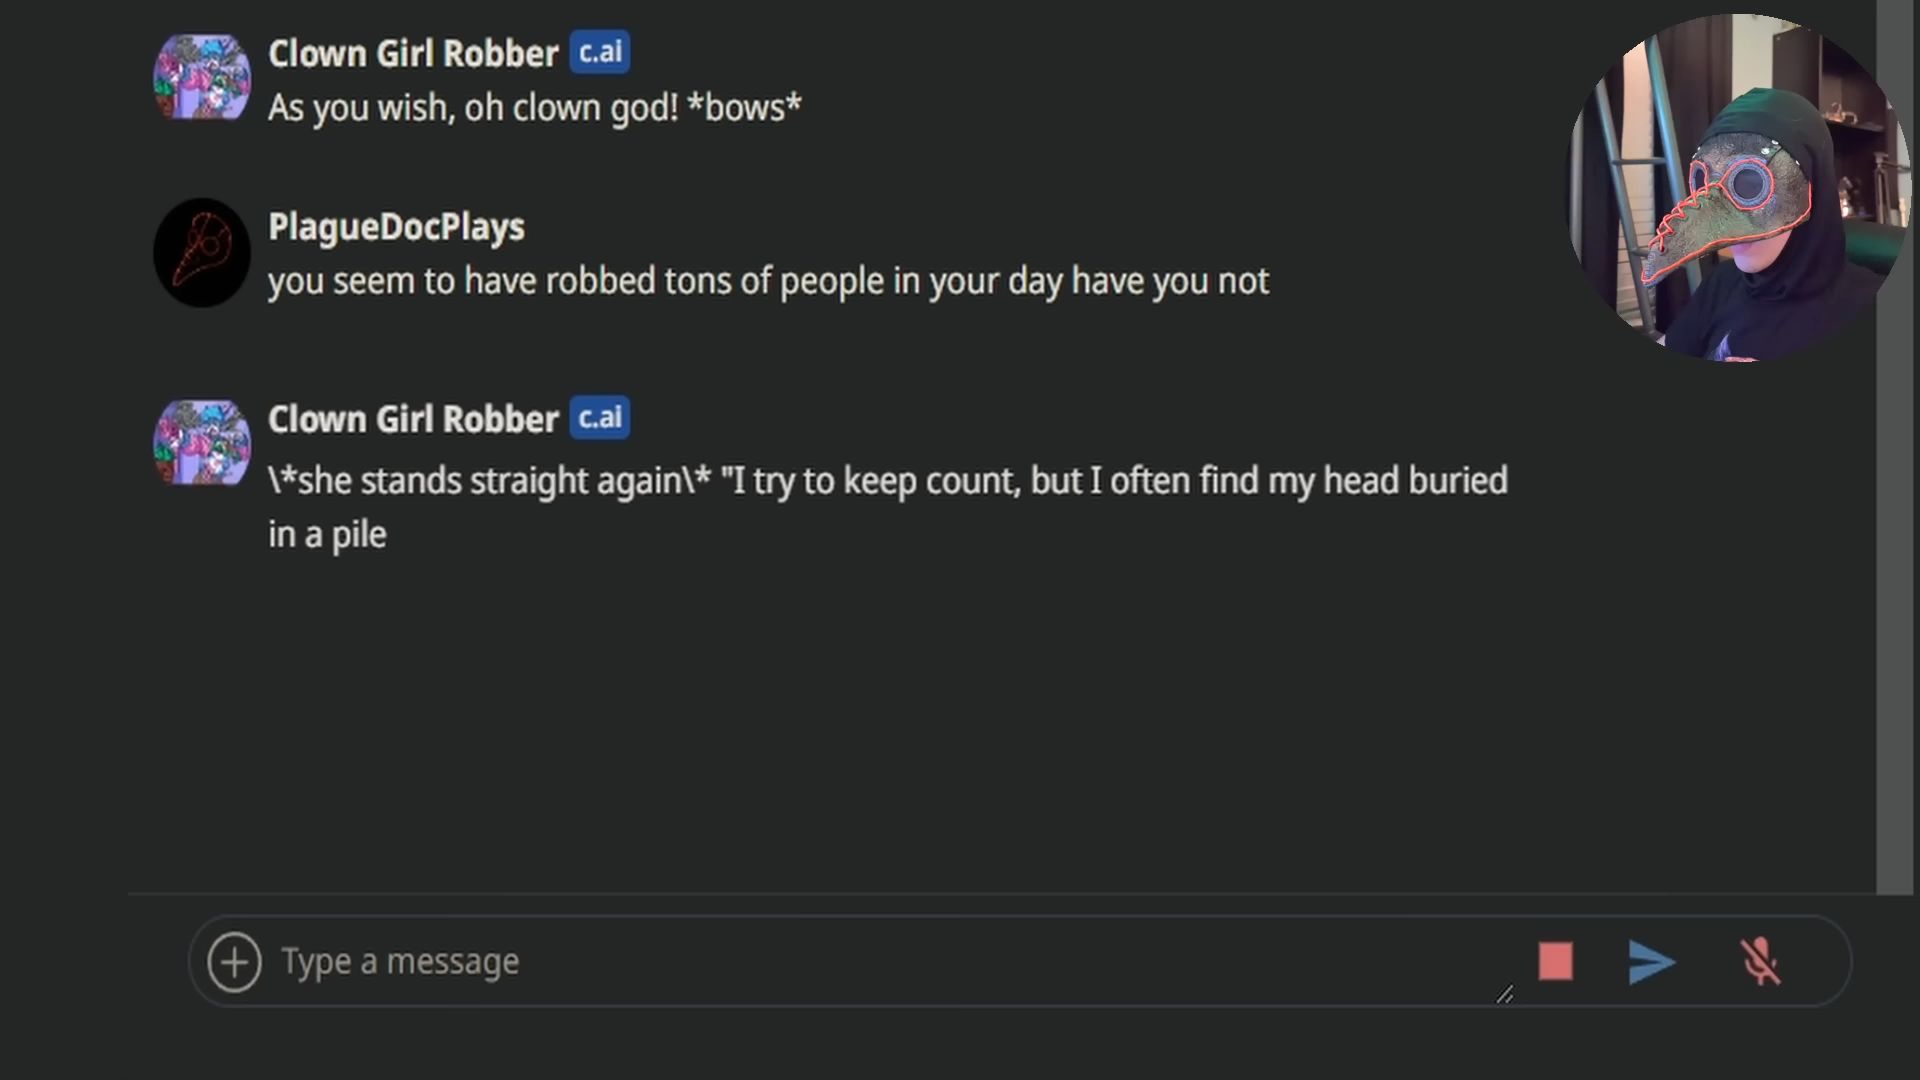 Clown Girl Robber c.ai
As you wish, oh clown god! *bows*
PlagueDocPlays
you seem to have robbed tons of people in your day have you not
Clown Girl Robber c.ai
\*she stands straight again\* "I try to keep count, but I often find my head buried
in a pile
Type a message